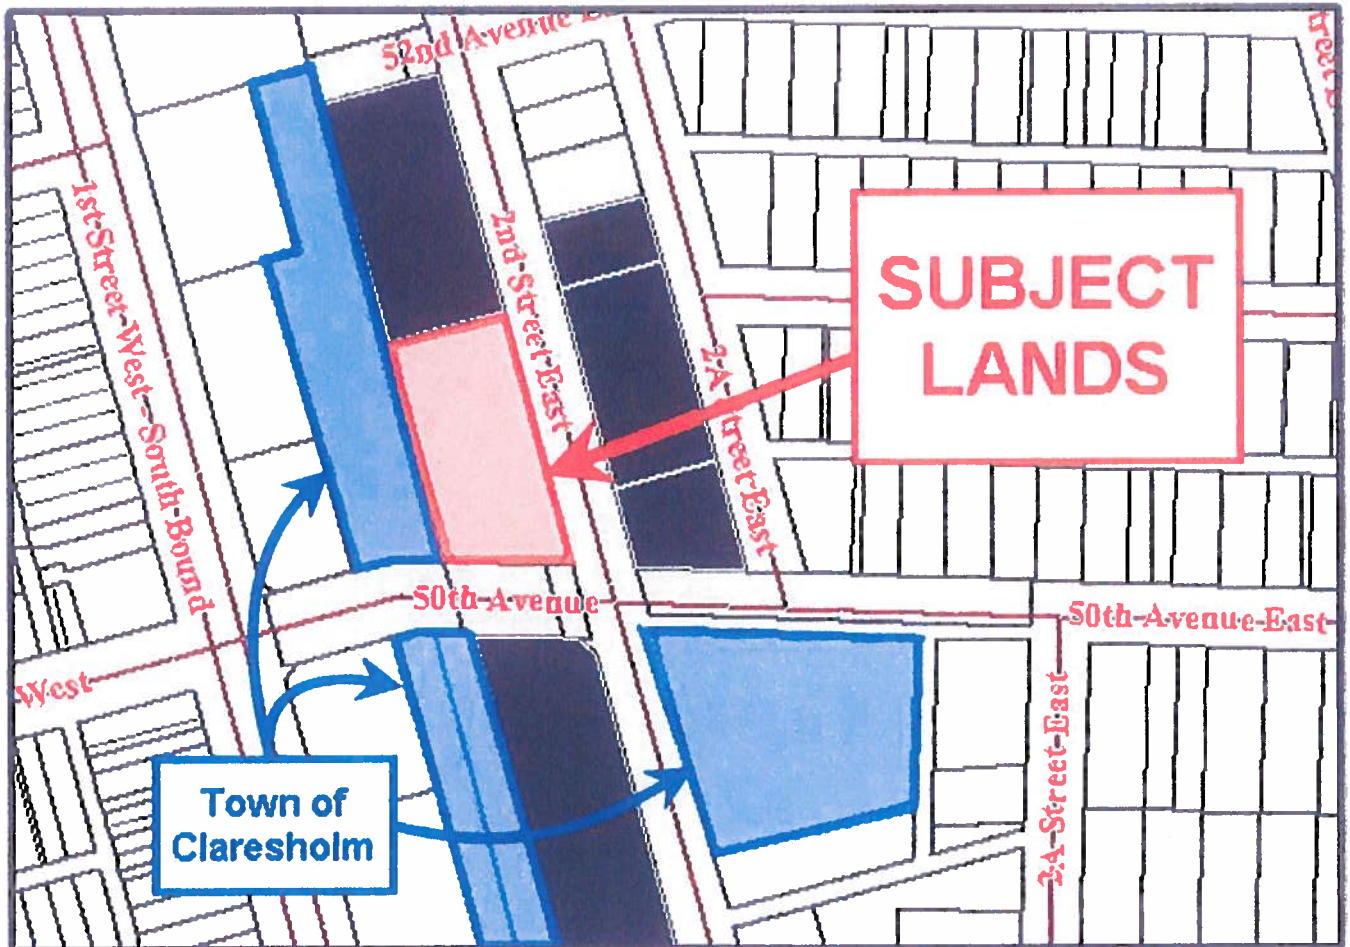 52nd Avenue E
1st Street West - South Bound
2nd Street East
2A Street East
SUBJECT
LANDS
50th Avenue
50th Avenue East
West
2A Street East
Town of
Claresholm